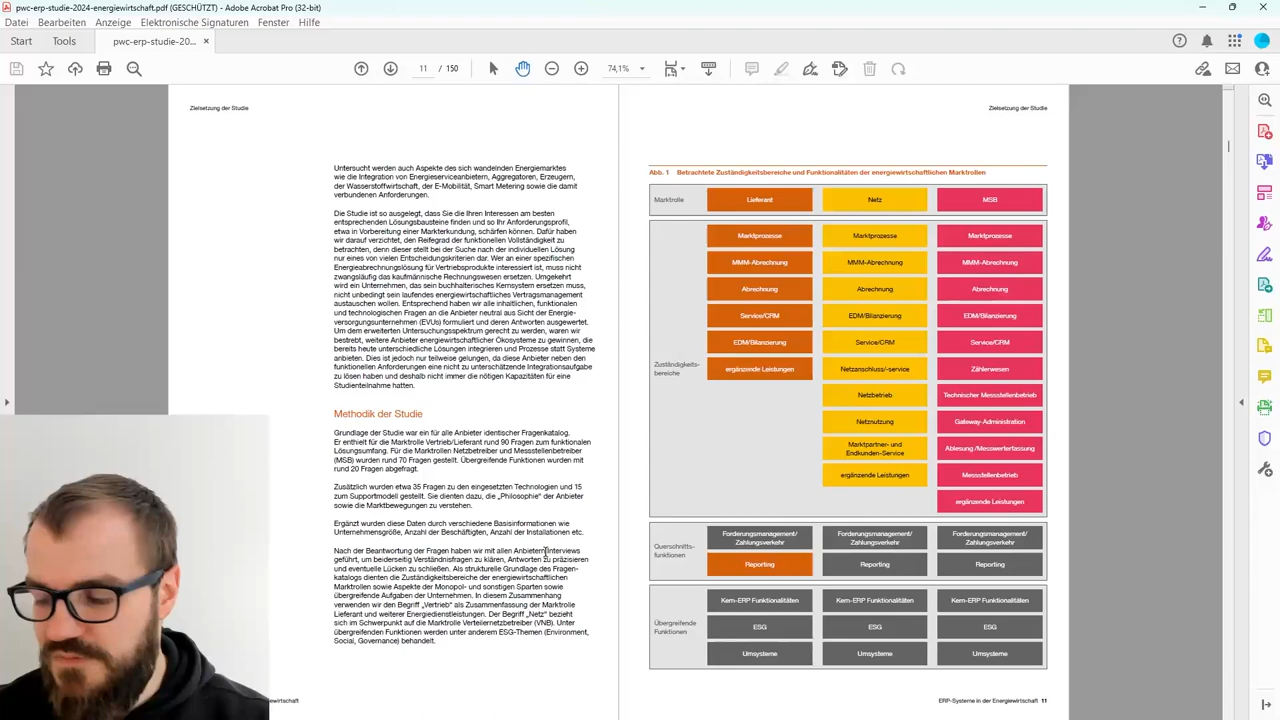 pwc-erp-studie-2024-energiewirtschaft.pdf (GESCHÜTZT) - Adobe Acrobat Pro (32-bit)
Datei Bearbeiten Anzeige Elektronische Signaturen Fenster Hilfe
Start Tools pwc-erp-studie-20... ×
11 / 150 74,1%
Zielsetzung der Studie
Untersucht werden auch Aspekte des sich wandelnden Energiemarktes
wie die Integration von Energieserviceanbietern, Aggregatoren, Erzeugern,
der Wasserstoffwirtschaft, der E-Mobilität, Smart Metering sowie die damit
verbundenen Anforderungen.
Die Studie ist so ausgelegt, dass Sie die Ihren Interessen am besten
entsprechenden Lösungsbausteine finden und so Ihr Anforderungsprofil,
etwa in Vorbereitung einer Markterkundung, schärfen können. Dafür haben
wir darauf verzichtet, den Reifegrad der funktionellen Vollständigkeit zu
betrachten, denn dieser stellt bei der Suche nach der individuellen Lösung
nur eines von vielen Entscheidungskriterien dar. Wer an einer spezifischen
Energieabrechnungslösung für Vertriebsprodukte interessiert ist, muss nicht
zwangsläufig das kaufmännische Rechnungswesen ersetzen. Umgekehrt
wird ein Unternehmen, das sein buchhalterisches Kernsystem ersetzen muss,
nicht unbedingt sein laufendes energiewirtschaftliches Vertragsmanagement
austauschen wollen. Entsprechend haben wir alle inhaltlichen, funktionalen
und technologischen Fragen an die Anbieter neutral aus Sicht der Energie-
versorgungsunternehmen (EVUs) formuliert und deren Antworten ausgewertet.
Um dem erweiterten Untersuchungsspektrum gerecht zu werden, waren wir
bestrebt, weitere Anbieter energiewirtschaftlicher Ökosysteme zu gewinnen, die
bereits heute unterschiedliche Lösungen integrieren und Prozesse statt Systeme
anbieten. Dies ist jedoch nur teilweise gelungen, da diese Anbieter neben den
funktionellen Anforderungen eine nicht zu unterschätzende Integrationsaufgabe
zu lösen haben und deshalb nicht immer die nötigen Kapazitäten für eine
Studienteilnahme hatten.
Methodik der Studie
Grundlage der Studie war ein für alle Anbieter identischer Fragenkatalog.
Er enthielt für die Marktrolle Vertrieb/Lieferant rund 90 Fragen zum funktionalen
Lösungsumfang. Für die Marktrollen Netzbetreiber und Messstellenbetreiber
(MSB) wurden rund 70 Fragen gestellt. Übergreifende Funktionen wurden mit
rund 20 Fragen abgefragt.
Zusätzlich wurden etwa 35 Fragen zu den eingesetzten Technologien und 15
zum Supportmodell gestellt. Sie dienten dazu, die „Philosophie“ der Anbieter
sowie die Marktbewegungen zu verstehen.
Ergänzt wurden diese Daten durch verschiedene Basisinformationen wie
Unternehmensgröße, Anzahl der Beschäftigten, Anzahl der Installationen etc.
Nach der Beantwortung der Fragen haben wir mit allen Anbietern Interviews
geführt, um beiderseitig Verständnisfragen zu klären, Antworten zu präzisieren
und eventuelle Lücken zu schließen. Als strukturelle Grundlage des Fragen-
katalogs dienten die Zuständigkeitsbereiche der energiewirtschaftlichen
Marktrollen sowie Aspekte der Monopol- und sonstigen Sparten sowie
übergreifende Aufgaben der Unternehmen. In diesem Zusammenhang
verwenden wir den Begriff „Vertrieb“ als Zusammenfassung der Marktrolle
Lieferant und weiterer Energiedienstleistungen. Der Begriff „Netz“ bezieht
sich im Schwerpunkt auf die Marktrolle Verteilernetzbetreiber (VNB). Unter
übergreifenden Funktionen werden unter anderem ESG-Themen (Environment,
Social, Governance) behandelt.
ewirtschaft
Zielsetzung der Studie
Abb. 1 Betrachtete Zuständigkeitsbereiche und Funktionalitäten der energiewirtschaftlichen Marktrollen
Marktrolle Lieferant Netz MSB
Zuständigkeits-
bereiche
Marktprozesse Marktprozesse Marktprozesse
MMM-Abrechnung MMM-Abrechnung MMM-Abrechnung
Abrechnung Abrechnung Abrechnung
Service/CRM EDM/Bilanzierung EDM/Bilanzierung
EDM/Bilanzierung Service/CRM Service/CRM
ergänzende Leistungen Netzanschluss/-service Zählerwesen
Netzbetrieb Technischer Messstellenbetrieb
Netznutzung Gateway-Administration
Marktpartner- und
Endkunden-Service Ablesung /Messwerterfassung
ergänzende Leistungen Messstellenbetrieb
ergänzende Leistungen
Querschnitts-
funktionen
Forderungsmanagement/
Zahlungsverkehr
Forderungsmanagement/
Zahlungsverkehr
Forderungsmanagement/
Zahlungsverkehr
Reporting Reporting Reporting
Übergreifende
Funktionen
Kern-ERP Funktionalitäten Kern-ERP Funktionalitäten Kern-ERP Funktionalitäten
ESG ESG ESG
Umsysteme Umsysteme Umsysteme
ERP-Systeme in der Energiewirtschaft 11